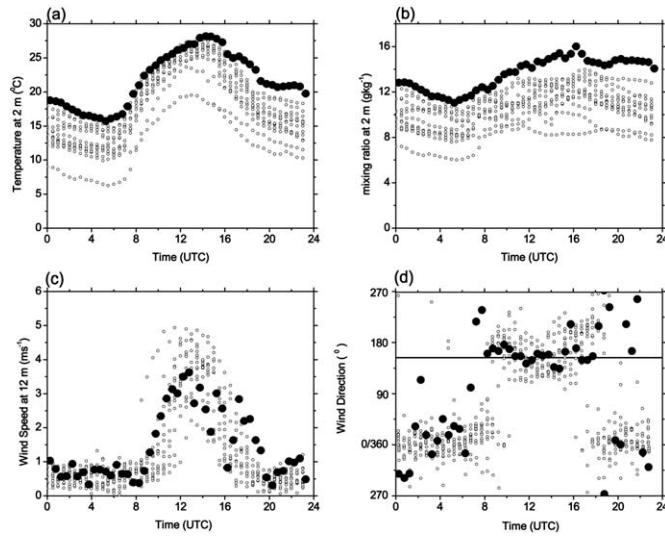 (a)
30
25
20
15
10
5
0
0 4 8 12 16 20 24
Temperature at 2 m (⁰C)
Time (UTC)
(b)
16
12
8
4
0
0 4 8 12 16 20 24
mixing ratio at 2 m (gkg⁻¹)
Time (UTC)
(c)
6
5
4
3
2
1
0
0 4 8 12 16 20 24
Wind Speed at 12 m (ms⁻¹)
Time (UTC)
(d)
270
180
90
0/360
270
0 4 8 12 16 20 24
Wind Direction (⁰)
Time (UTC)